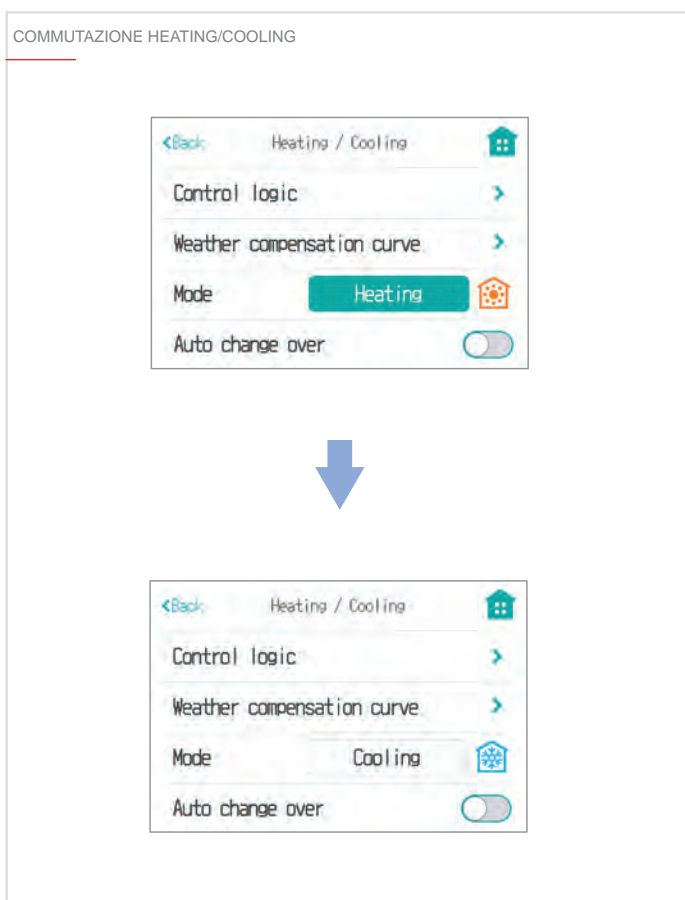 COMMUTAZIONE HEATING/COOLING
<Back Heating / Cooling
Control logic >
Weather compensation curve >
Mode Heating
Auto change over
<Back Heating / Cooling
Control logic >
Weather compensation curve >
Mode Cooling
Auto change over